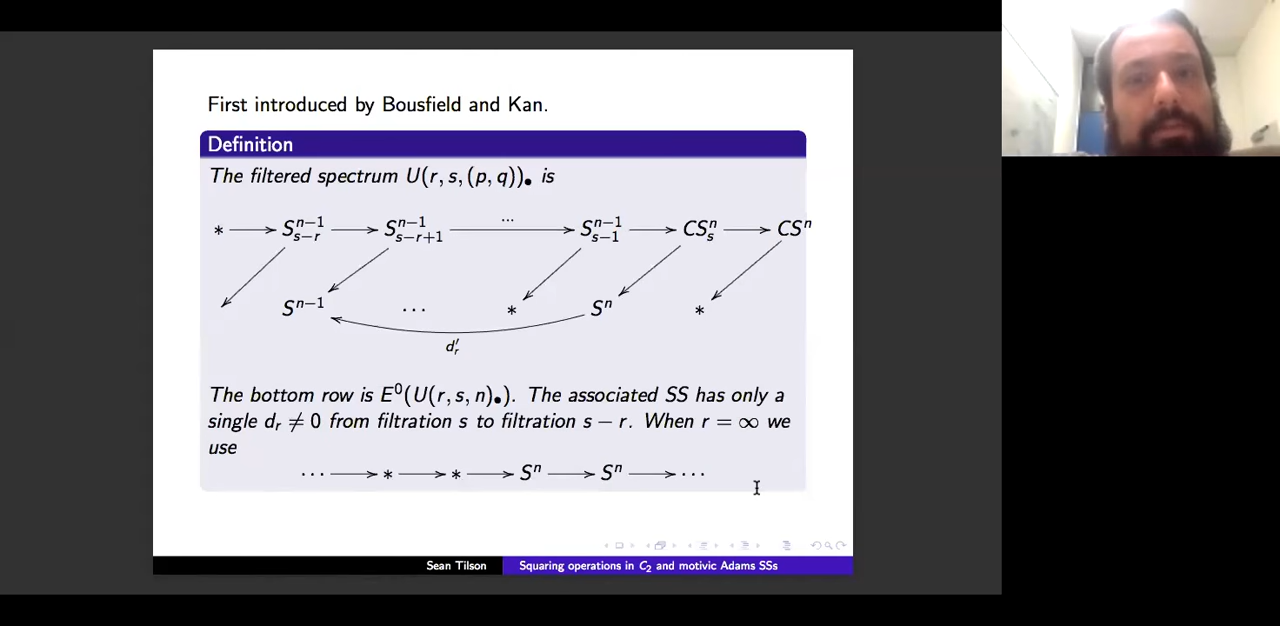 First introduced by Bousfield and Kan.
Definition
The filtered spectrum U(r, s, (p, q))• is
* S^{n−1}_{s−r} S^{n−1}_{s−r+1} ··· S^{n−1}_{s−1} CS^n_s CS^n
S^{n−1} ··· * S^n *
d′_r
The bottom row is E^0(U(r, s, n)•). The associated SS has only a
single d_r ≠ 0 from filtration s to filtration s − r. When r = ∞ we
use
··· * * S^n S^n ···
Sean Tilson Squaring operations in C_2 and motivic Adams SSs